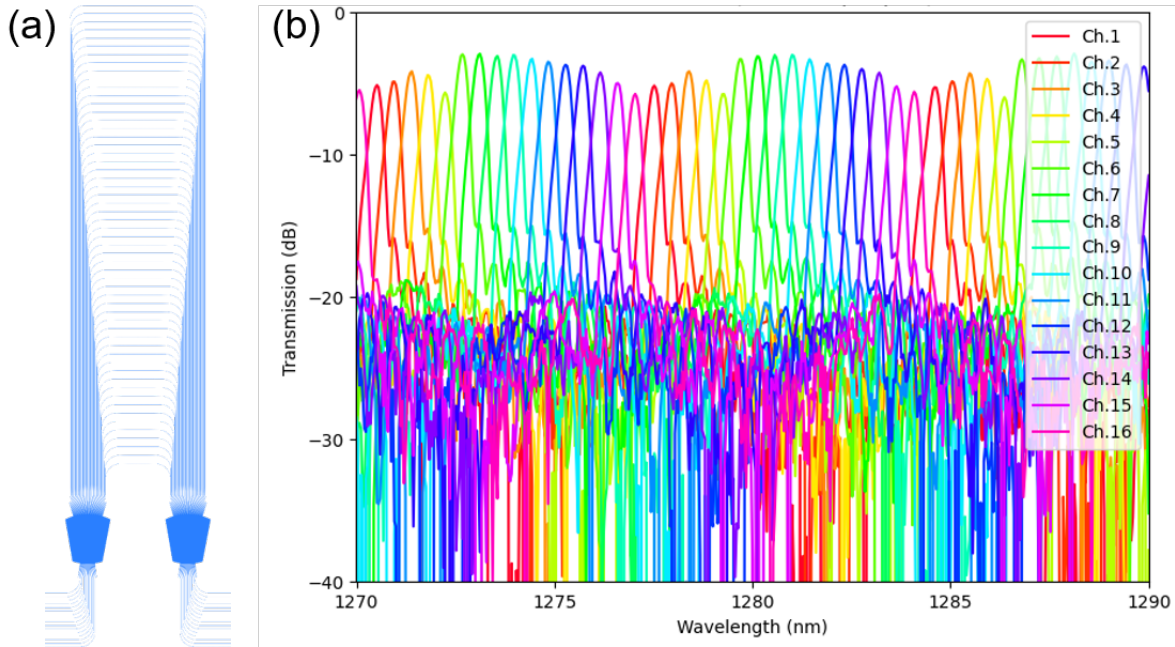 (a)
(b)
0
−10
−20
−30
−40
Transmission (dB)
1270
1275
1280
1285
1290
Wavelength (nm)
Ch.1
Ch.2
Ch.3
Ch.4
Ch.5
Ch.6
Ch.7
Ch.8
Ch.9
Ch.10
Ch.11
Ch.12
Ch.13
Ch.14
Ch.15
Ch.16